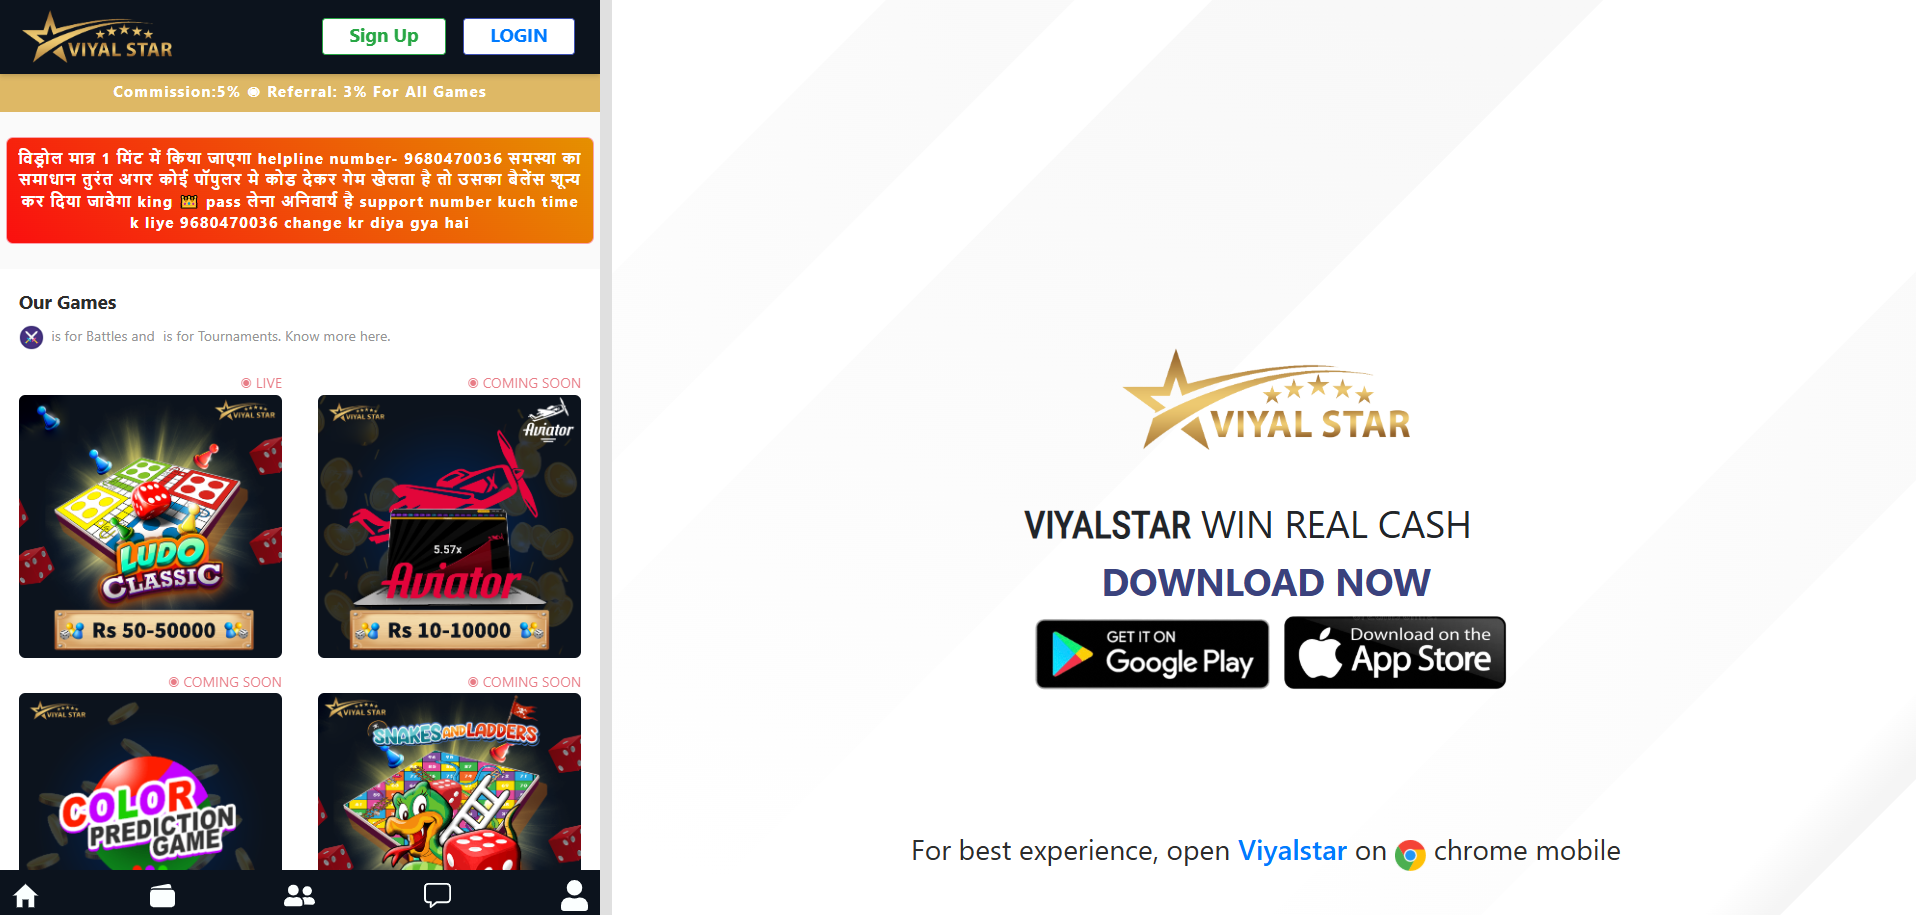 VIYAL STAR
Sign Up
LOGIN
Commission:5% ֍ Referral: 3% For All Games
विड्रोल मात्र 1 मिंट में किया जाएगा helpline number- 9680470036 समस्या का
समाधान तुरंत अगर कोई पॉपुलर मे कोड देकर गेम खेलता है तो उसका बैलेंस शून्य
कर दिया जावेगा king 👑 pass लेना अनिवार्य है support number kuch time
k liye 9680470036 change kr diya gya hai
Our Games
is for Battles and is for Tournaments. Know more here.
◉ LIVE
◉ COMING SOON
VIYAL STAR
LUDO
CLASSIC
Rs 50-50000
VIYAL STAR
Aviator
5.57x
Aviator
Rs 10-10000
◉ COMING SOON
◉ COMING SOON
VIYAL STAR
COLOR
PREDICTION
GAME
VIYAL STAR
SNAKES AND LADDERS
VIYAL STAR
VIYALSTAR WIN REAL CASH
DOWNLOAD NOW
GET IT ON
Google Play
Download on the
App Store
For best experience, open Viyalstar on chrome mobile